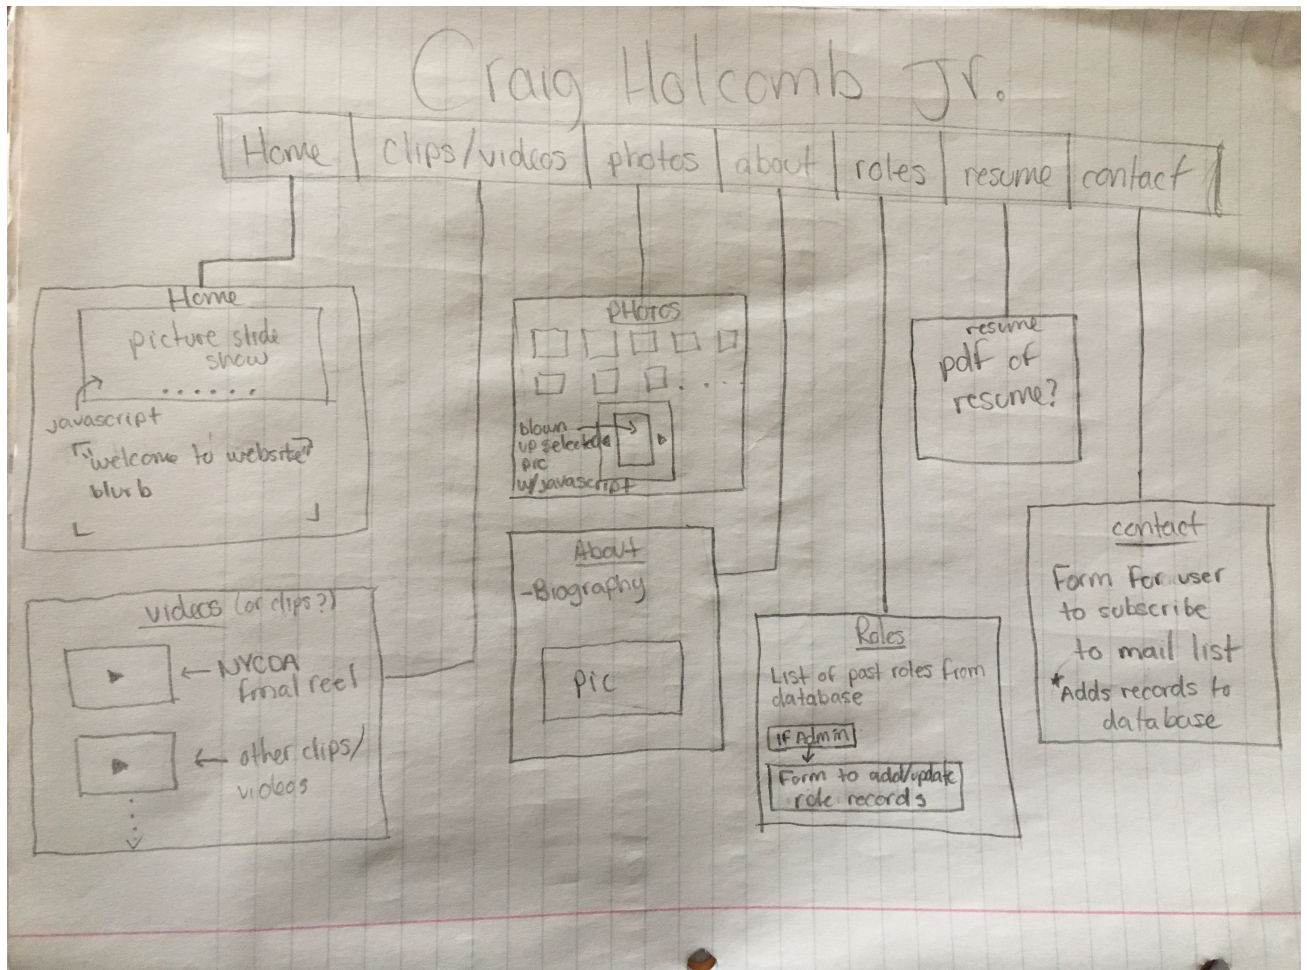 Craig Holcomb Jr.
Home clips/videos photos about roles resume contact
Home
picture slide
show
......
javascript
"welcome to website"
blurb
videos (or clips?)
NYCDA
final reel
other clips/
videos
PHotos
blown
up selected
pic
w/javascript
About
-Biography
Pic
Roles
List of past roles from
database
If Admin
Form to add/update
role records
resume
pdf of
resume?
contact
Form for user
to subscribe
to mail list
*Adds records to
database